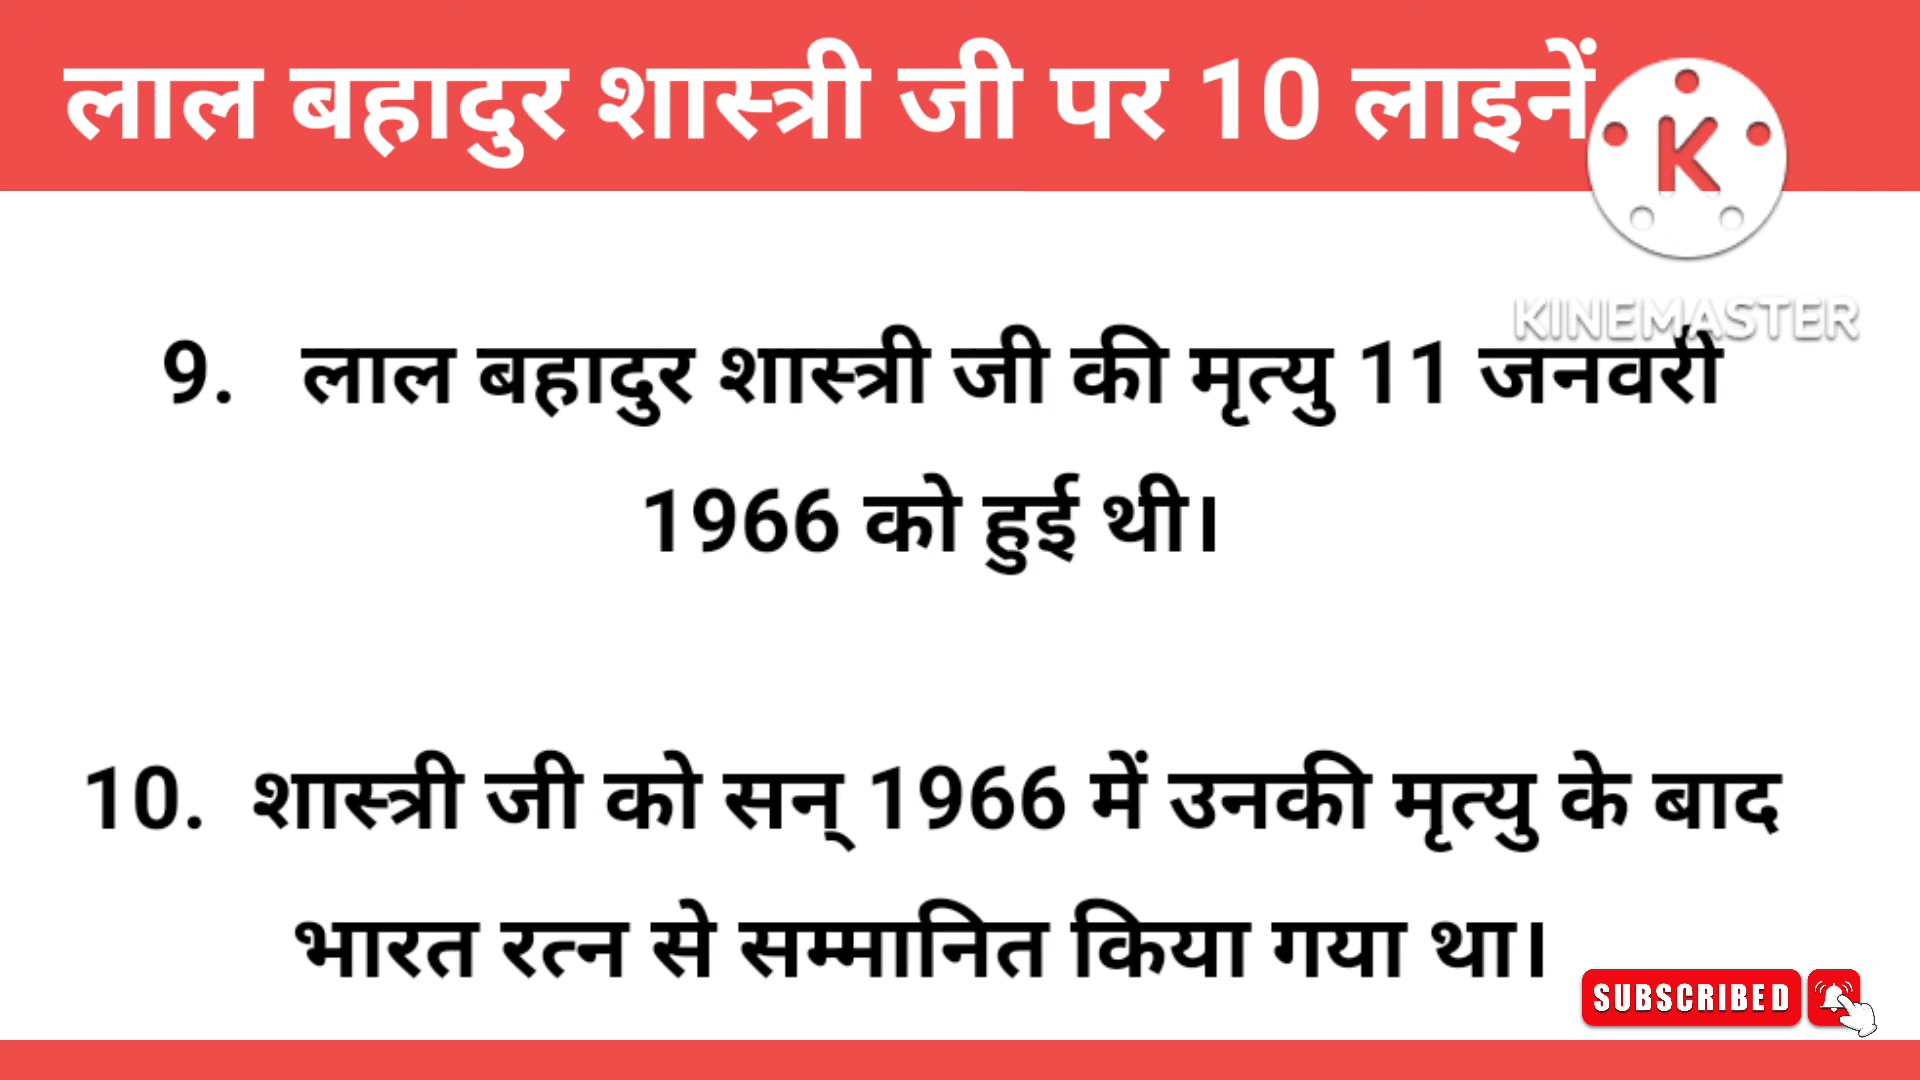 लाल बहादुर शास्त्री जी पर 10 लाइनें
K
KINEMASTER
9. लाल बहादुर शास्त्री जी की मृत्यु 11 जनवरी
1966 को हुई थी।
10. शास्त्री जी को सन् 1966 में उनकी मृत्यु के बाद
भारत रत्न से सम्मानित किया गया था।
SUBSCRIBED